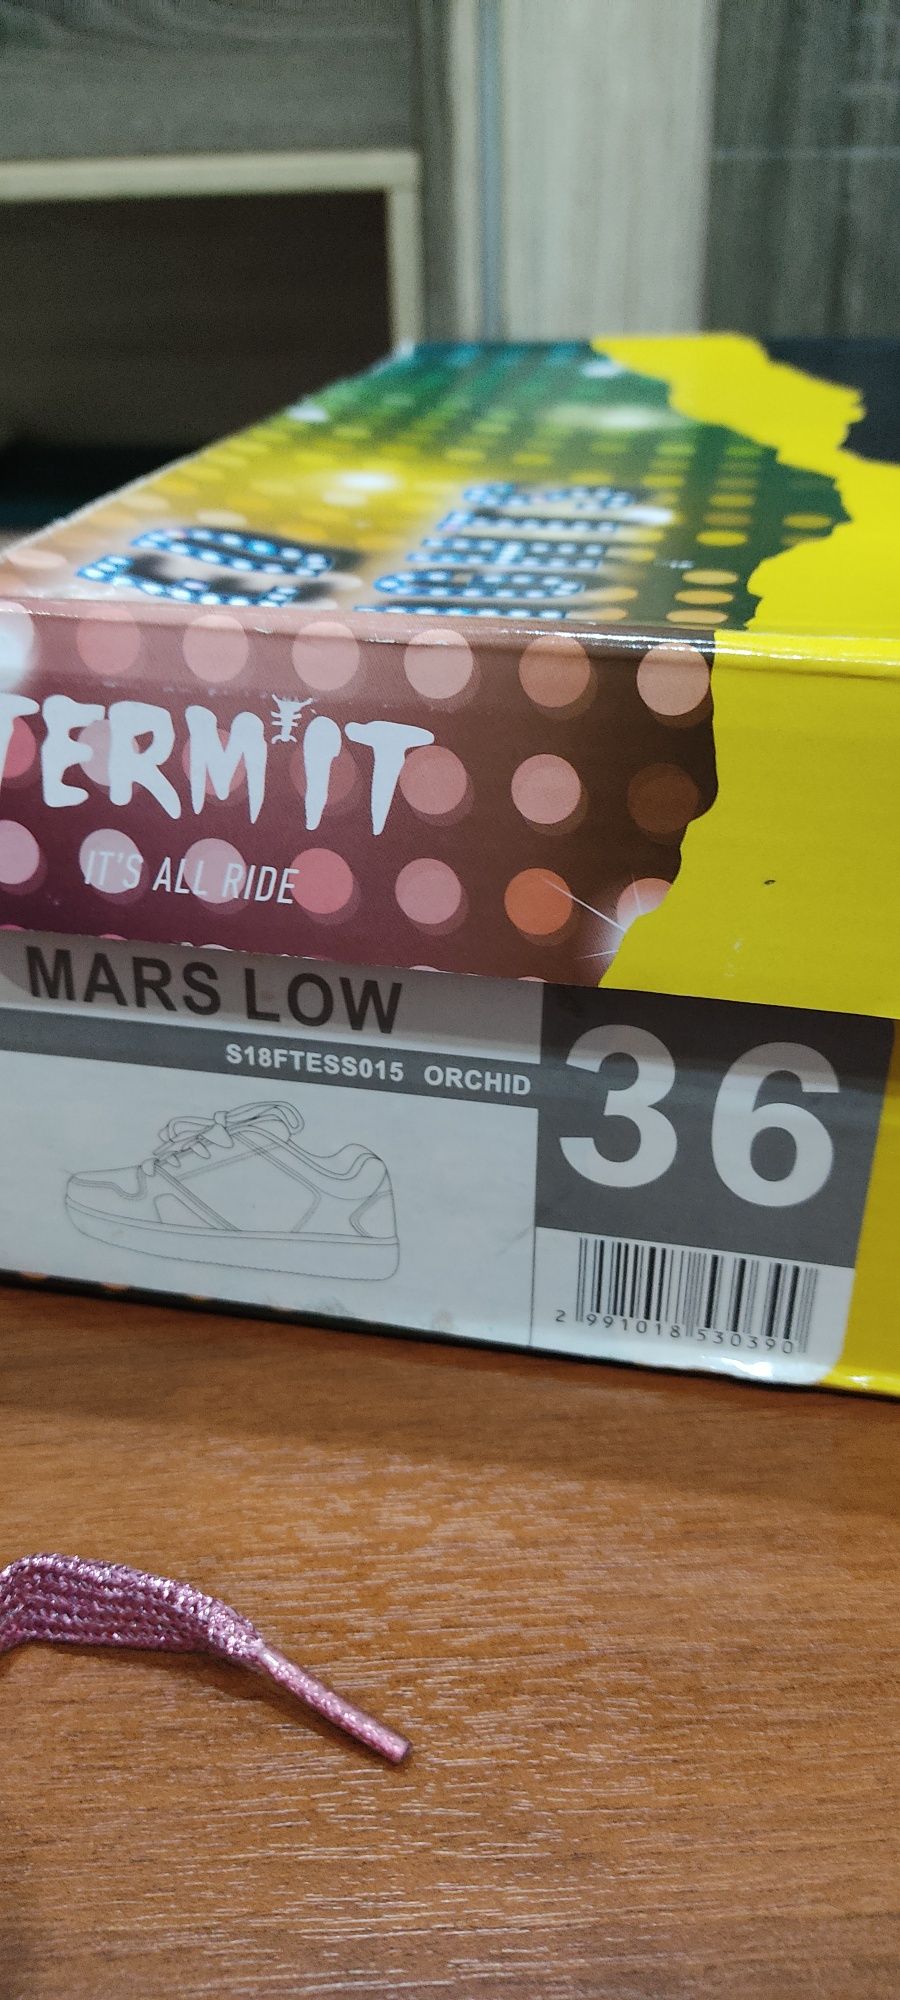 TERMIT
IT'S ALL RIDE
MARS LOW
S18FTESS015 ORCHID
36
2 991018 530390